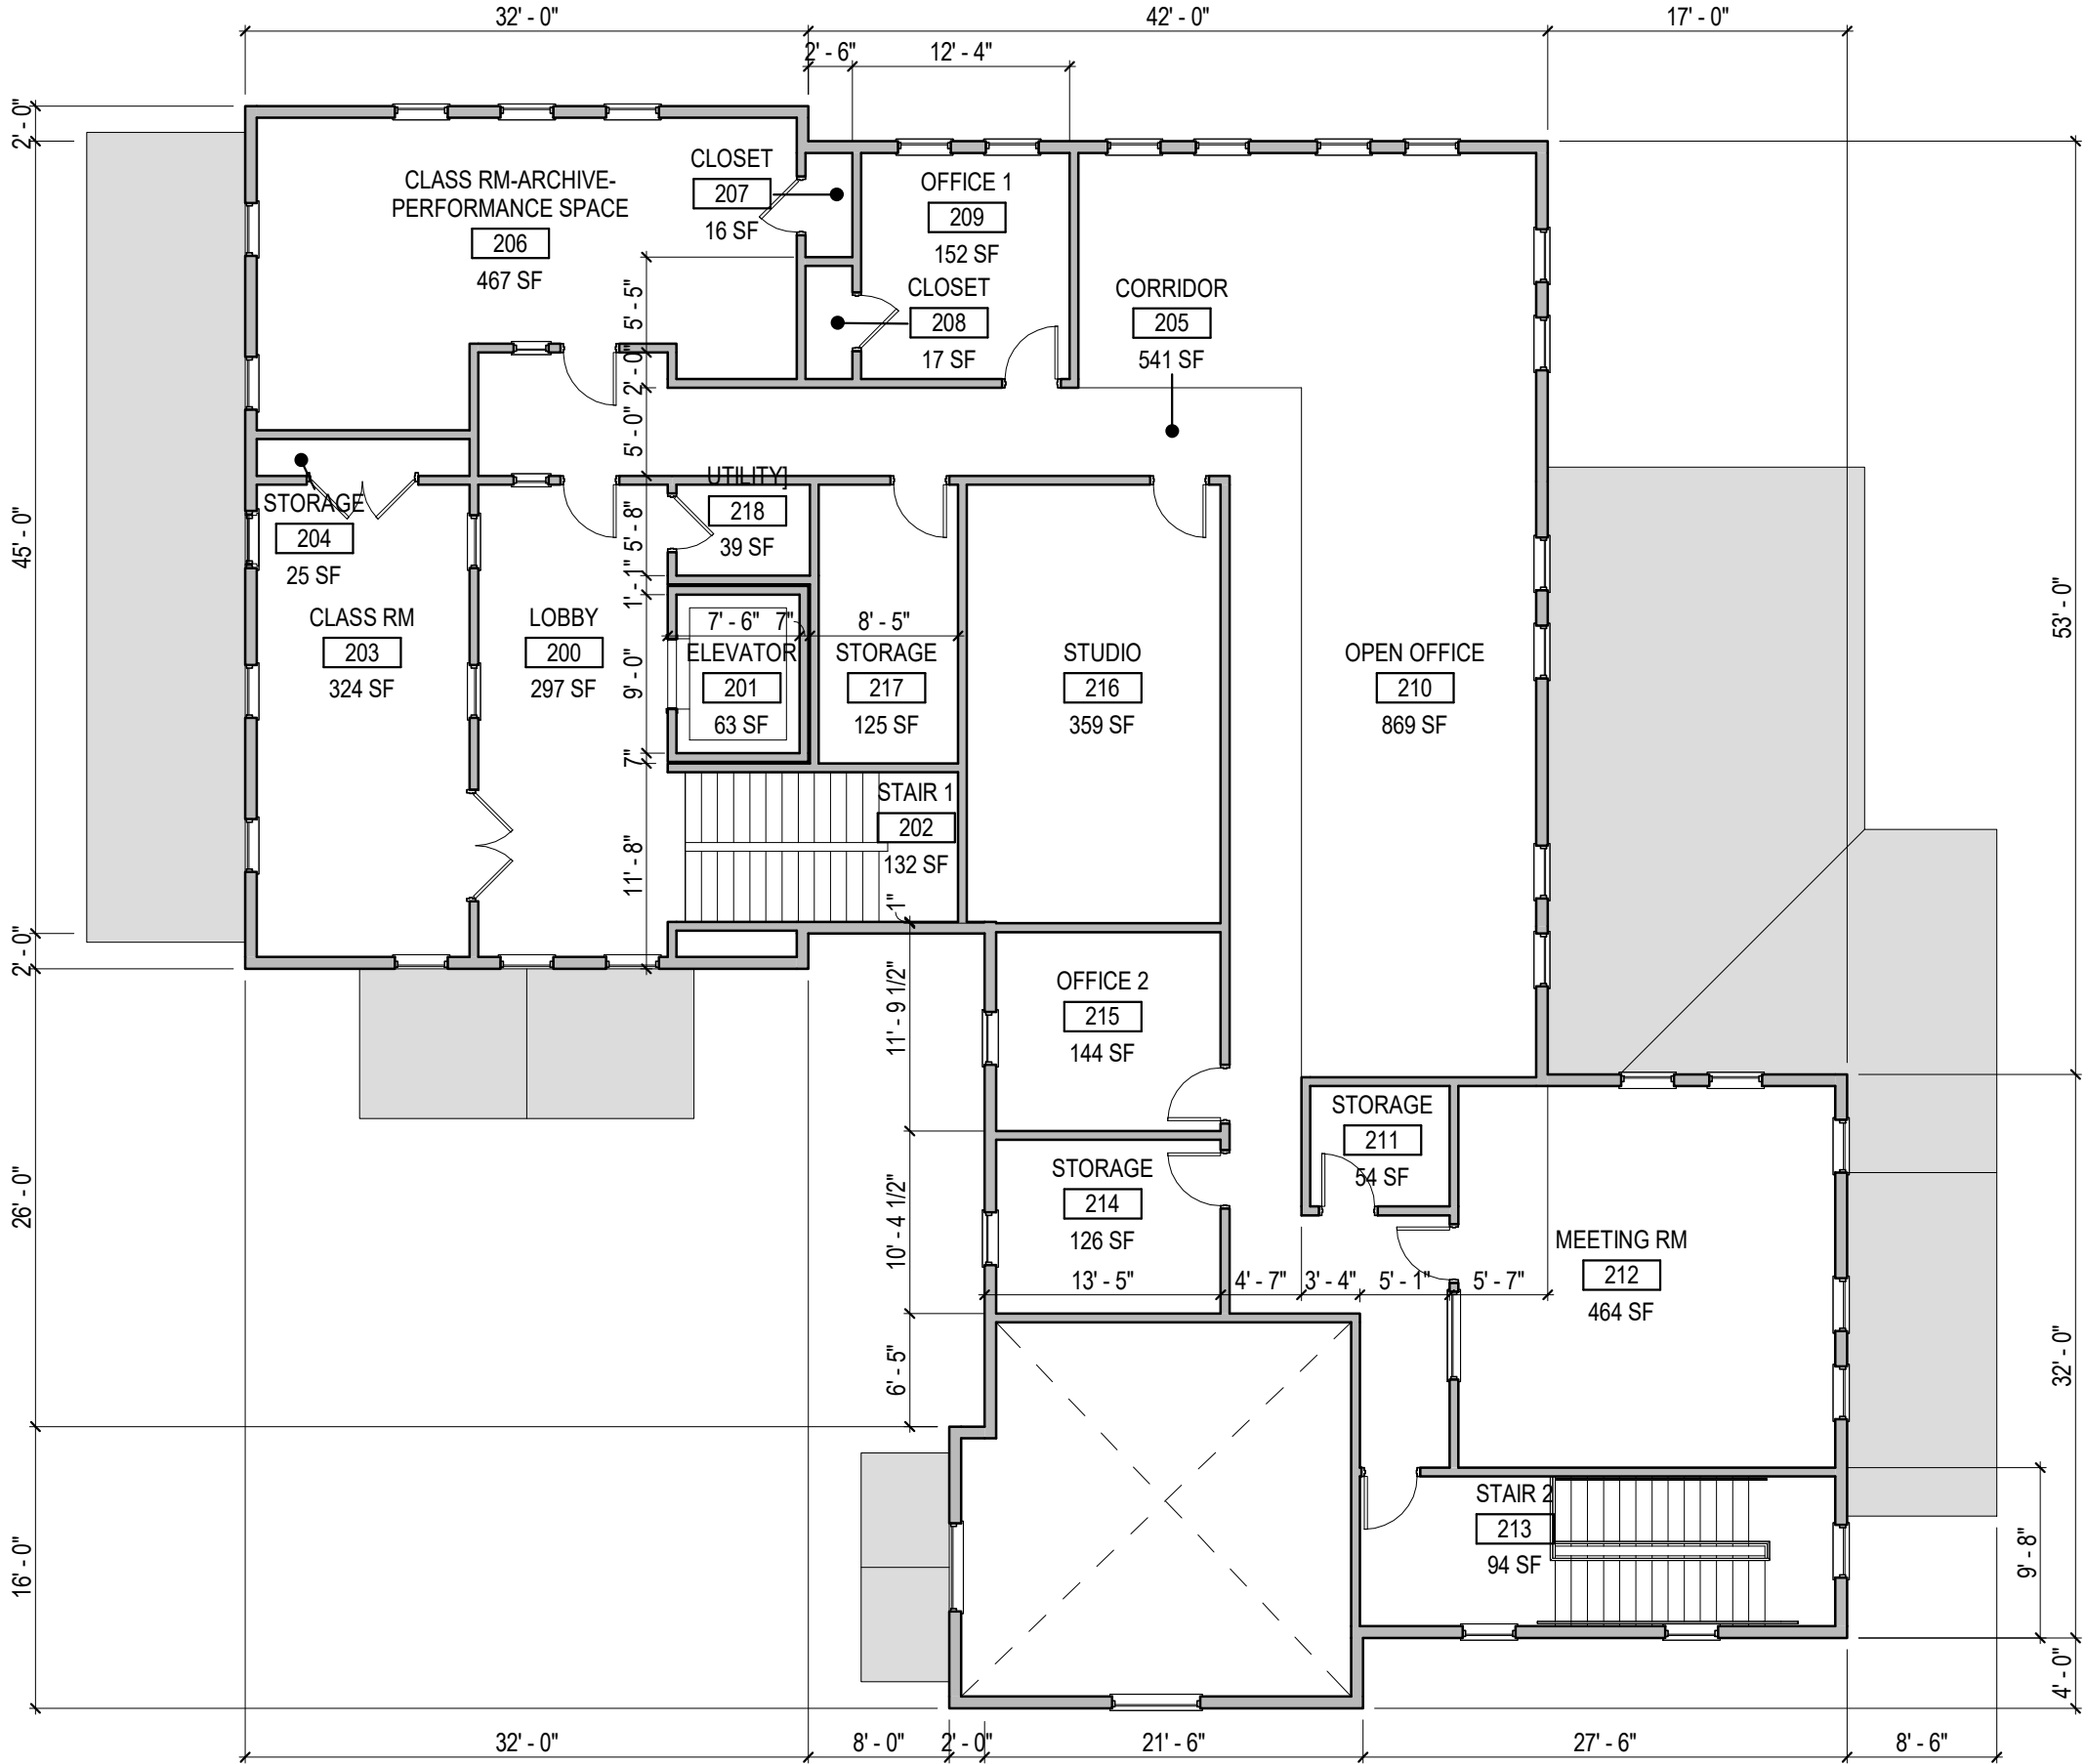 32' - 0"
42' - 0"
17' - 0"
2' - 6"
12' - 4"
2' - 0"
45' - 0"
2' - 0"
26' - 0"
16' - 0"
CLASS RM-ARCHIVE-
PERFORMANCE SPACE
206
467 SF
CLOSET
207
16 SF
OFFICE 1
209
152 SF
CLOSET
208
17 SF
CORRIDOR
205
541 SF
5' - 5"
2' - 0"
5' - 0"
5' - 8"
1' - 1"
9' - 0"
7"
11' - 8"
STORAGE
204
25 SF
UTILITY]
218
39 SF
CLASS RM
203
324 SF
LOBBY
200
297 SF
7' - 6"
7"
8' - 5"
ELEVATOR
201
63 SF
STORAGE
217
125 SF
STUDIO
216
359 SF
OPEN OFFICE
210
869 SF
STAIR 1
202
132 SF
1"
11' - 9 1/2"
10' - 4 1/2"
6' - 5"
OFFICE 2
215
144 SF
STORAGE
214
126 SF
STORAGE
211
54 SF
MEETING RM
212
464 SF
13' - 5"
4' - 7"
3' - 4"
5' - 1"
5' - 7"
STAIR 2
213
94 SF
53' - 0"
32' - 0"
9' - 8"
4' - 0"
32' - 0"
8' - 0"
2' - 0"
21' - 6"
27' - 6"
8' - 6"